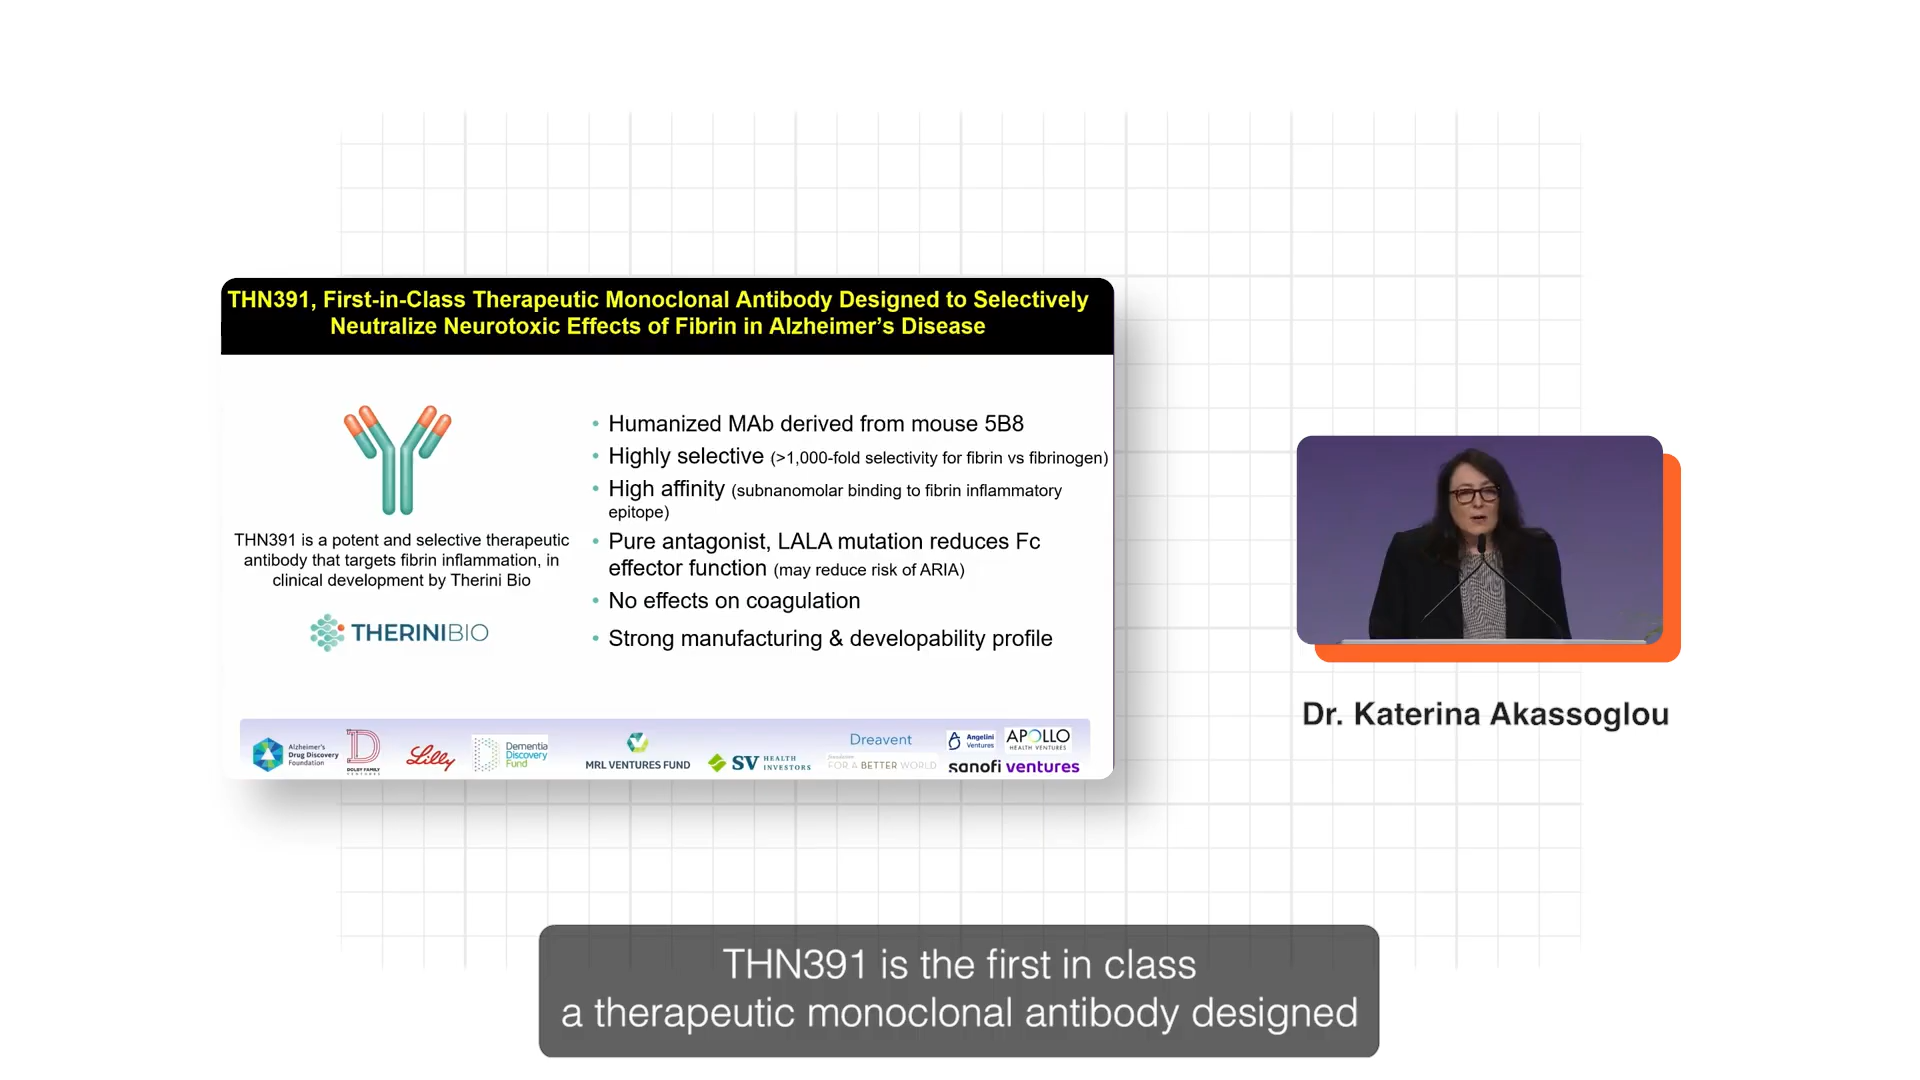 THN391, First-in-Class Therapeutic Monoclonal Antibody Designed to Selectively
Neutralize Neurotoxic Effects of Fibrin in Alzheimer's Disease
THN391 is a potent and selective therapeutic
antibody that targets fibrin inflammation, in
clinical development by Therini Bio
THERINIBIO
• Humanized MAb derived from mouse 5B8
• Highly selective (>1,000-fold selectivity for fibrin vs fibrinogen)
• High affinity (subnanomolar binding to fibrin inflammatory
epitope)
• Pure antagonist, LALA mutation reduces Fc
effector function (may reduce risk of ARIA)
• No effects on coagulation
• Strong manufacturing & developability profile
Alzheimer's
Drug Discovery
Foundation
D
DOLBY FAMILY
VENTURES
Lilly
Dementia
Discovery
Fund
MRL VENTURES FUND
SV HEALTH
INVESTORS
Dreavent
foundation
FOR A BETTER WORLD
Angelini
Ventures
APOLLO
HEALTH VENTURES
sanofi ventures
Dr. Katerina Akassoglou
THN391 is the first in class
a therapeutic monoclonal antibody designed